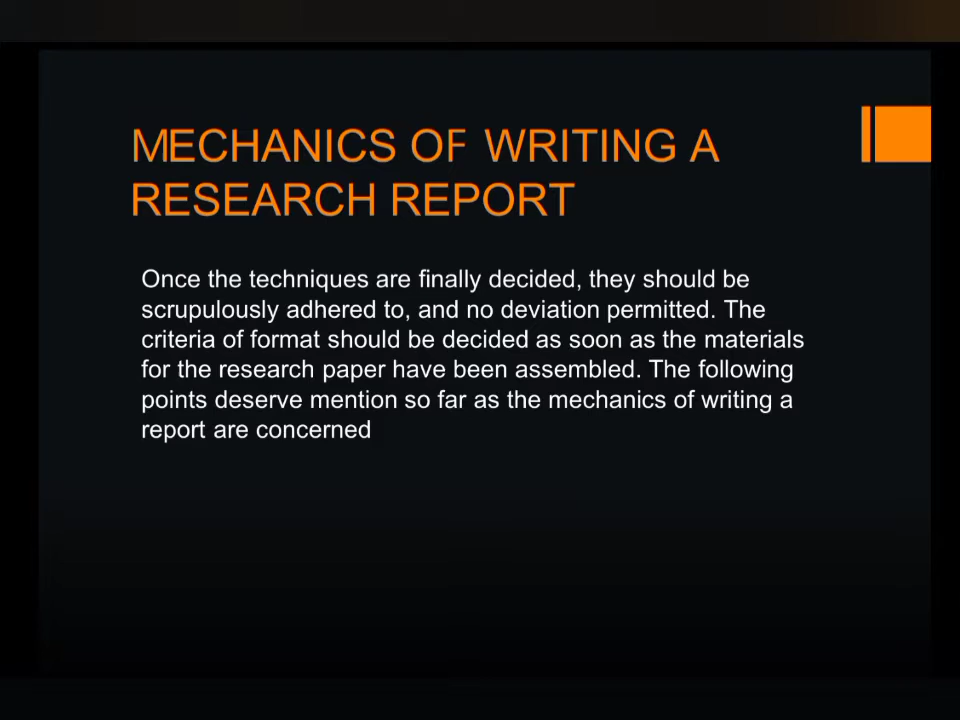 MECHANICS OF WRITING A
RESEARCH REPORT
Once the techniques are finally decided, they should be
scrupulously adhered to, and no deviation permitted. The
criteria of format should be decided as soon as the materials
for the research paper have been assembled. The following
points deserve mention so far as the mechanics of writing a
report are concerned